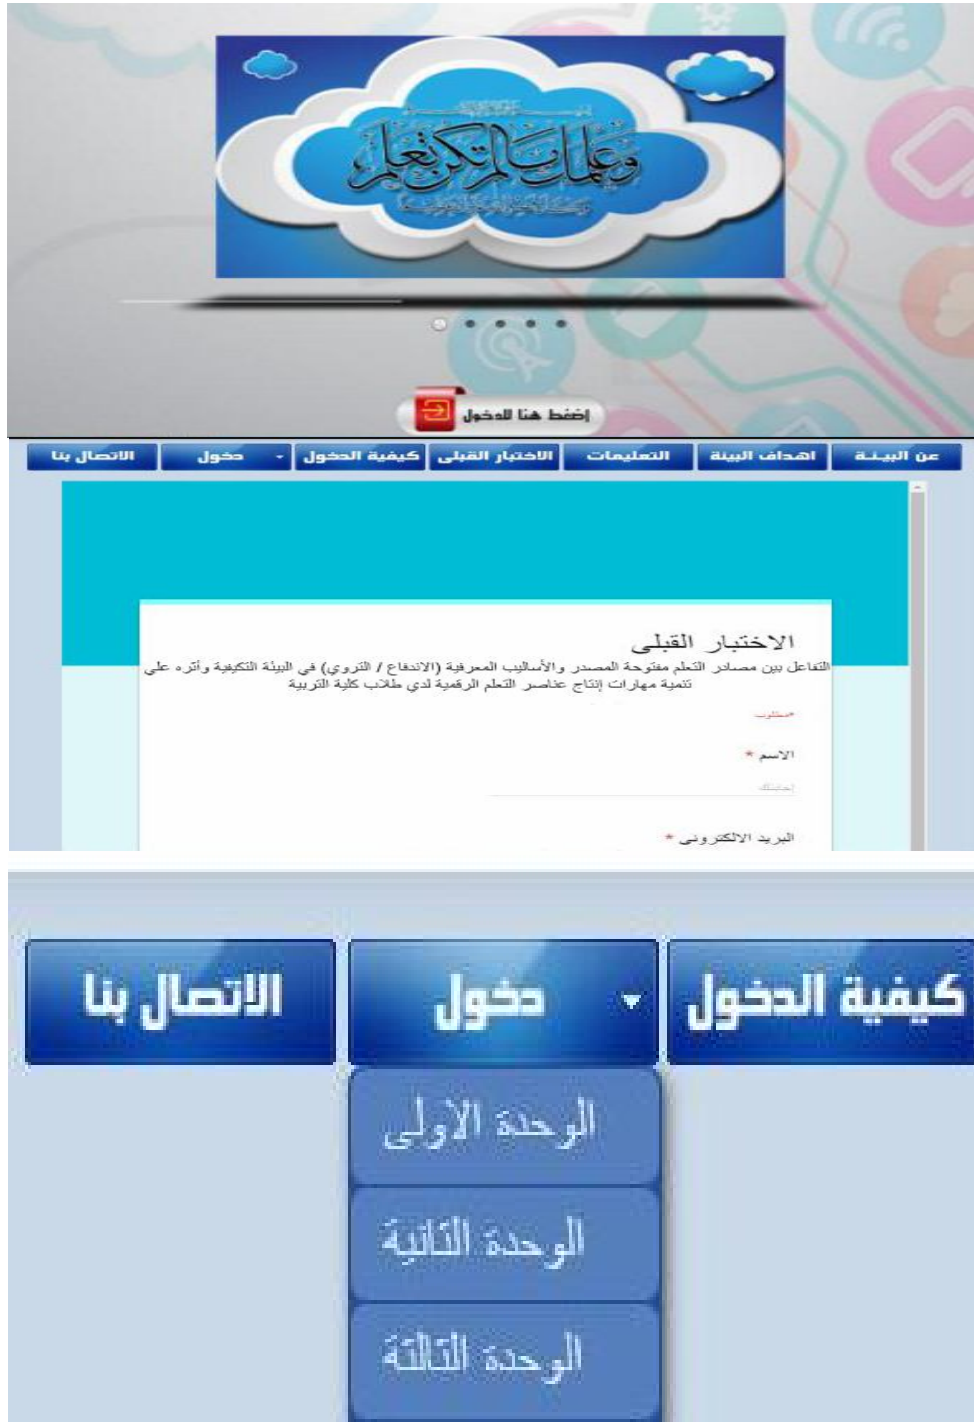 وعلمك ما لم تكن تعلم
إضغط هنا للدخول
عن البيئة
اهداف البيئة
التعليمات
الاختبار القبلى
كيفية الدخول
دخول
الاتصال بنا
الاختبار القبلى
التفاعل بين مصادر التعلم مفتوحة المصدر والأساليب المعرفية (الاندفاع / التروي) في البيئة التكيفية وأثره على
تنمية مهارات إنتاج عناصر التعلم الرقمية لدي طلاب كلية التربية
*مطلوب
الاسم *
إجابتك
البريد الالكترونى *
كيفية الدخول
دخول
الاتصال بنا
الوحدة الاولى
الوحدة الثانية
الوحدة الثالثة